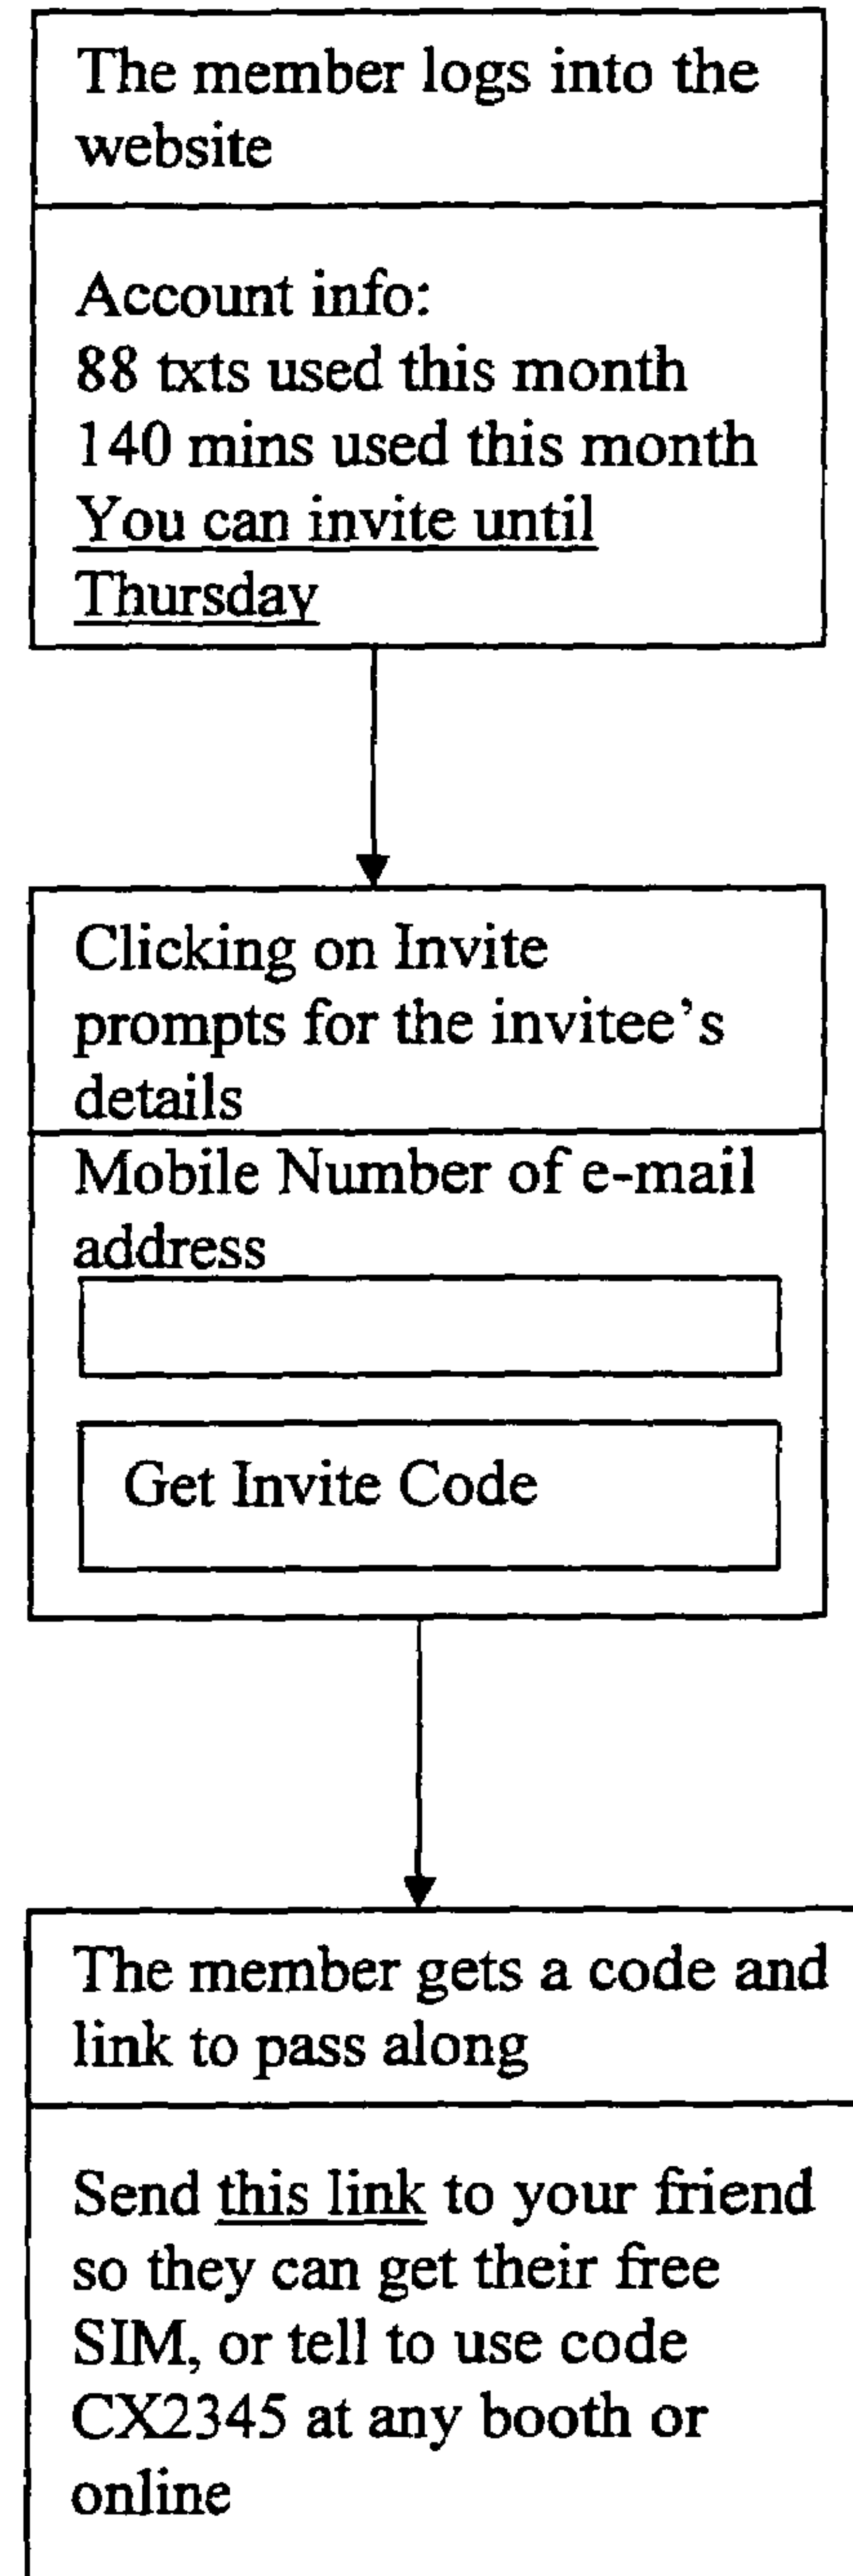 The member logs into the
website
Account info:
88 txts used this month
140 mins used this month
You can invite until
Thursday
Clicking on Invite
prompts for the invitee's
details
Mobile Number of e-mail
address
Get Invite Code
The member gets a code and
link to pass along
Send this link to your friend
so they can get their free
SIM, or tell to use code
CX2345 at any booth or
online